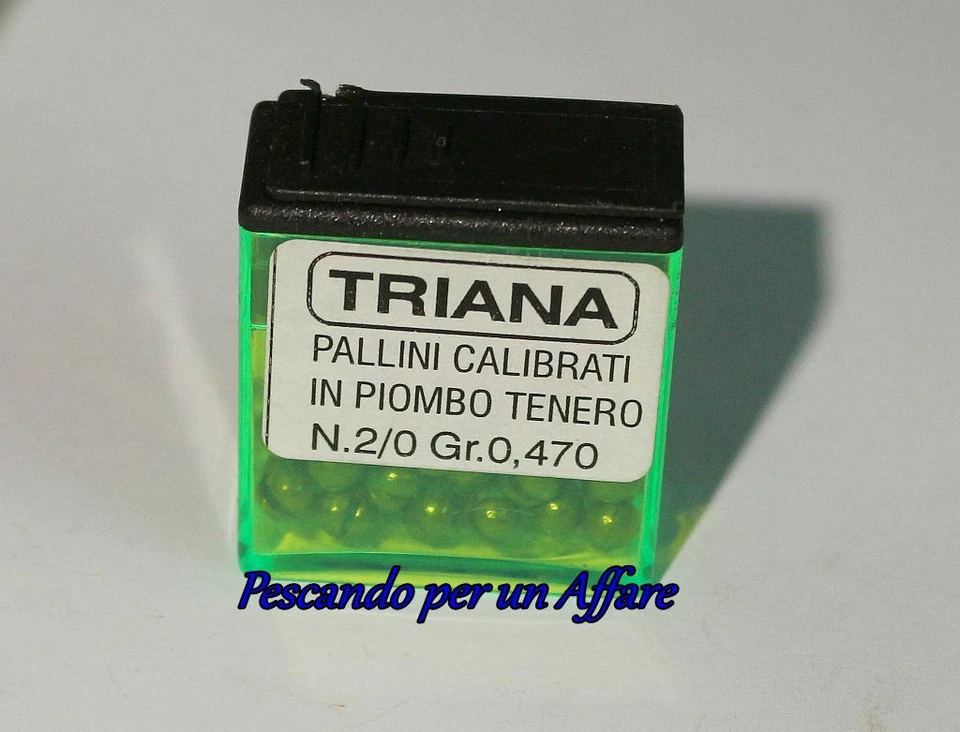 TRIANA
PALLINI CALIBRATI
IN PIOMBO TENERO
N.2/0 Gr.0,470
Pescando per un Affare